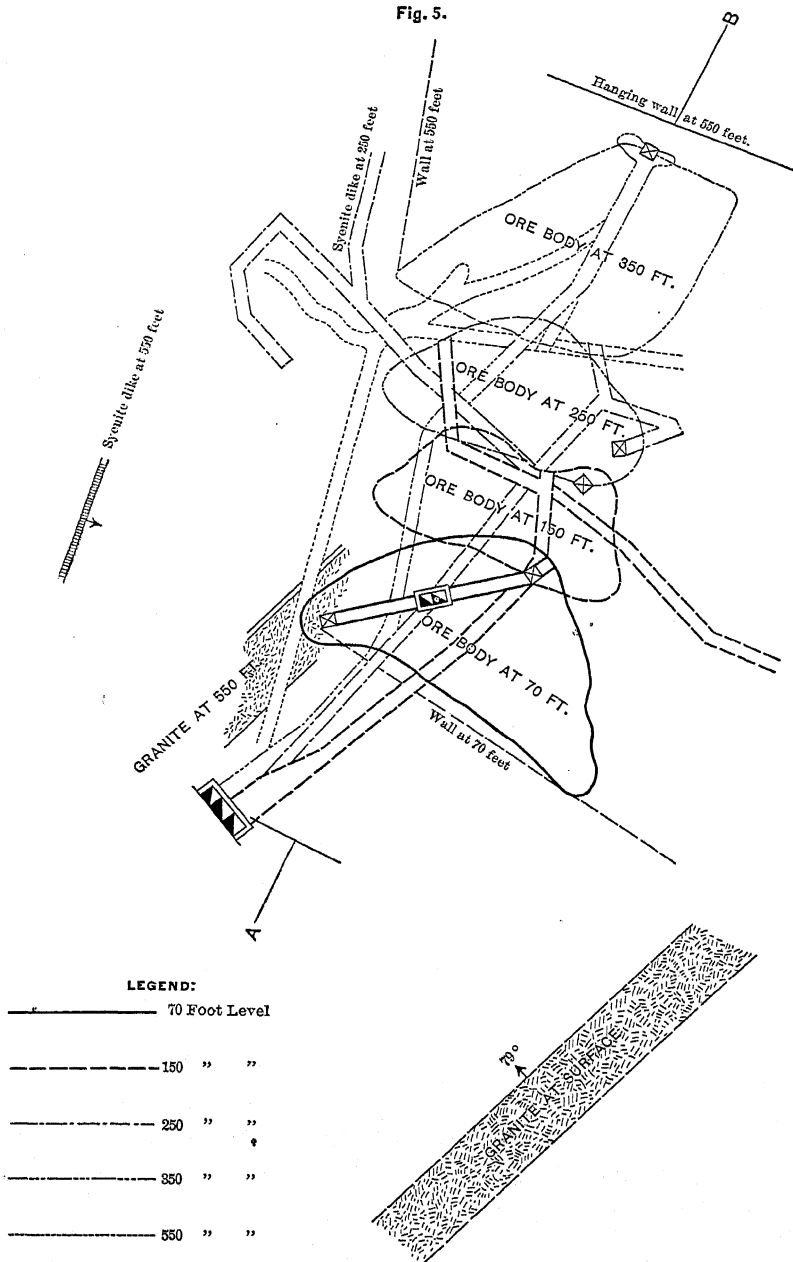 Fig. 5.
B
Hanging wall at 550 feet.
Wall at 550 feet
Syenite dike at 250 feet
ORE BODY AT 350 FT.
Syenite dike at 550 feet
ORE BODY AT 250 FT.
ORE BODY AT 150 FT.
ORE BODY AT 70 FT.
GRANITE AT 550 FT.
Wall at 70 feet
A
LEGEND:
70 Foot Level
150 " "
250 " "
350 " "
550 " "
79°
GRANITE AT SURFACE